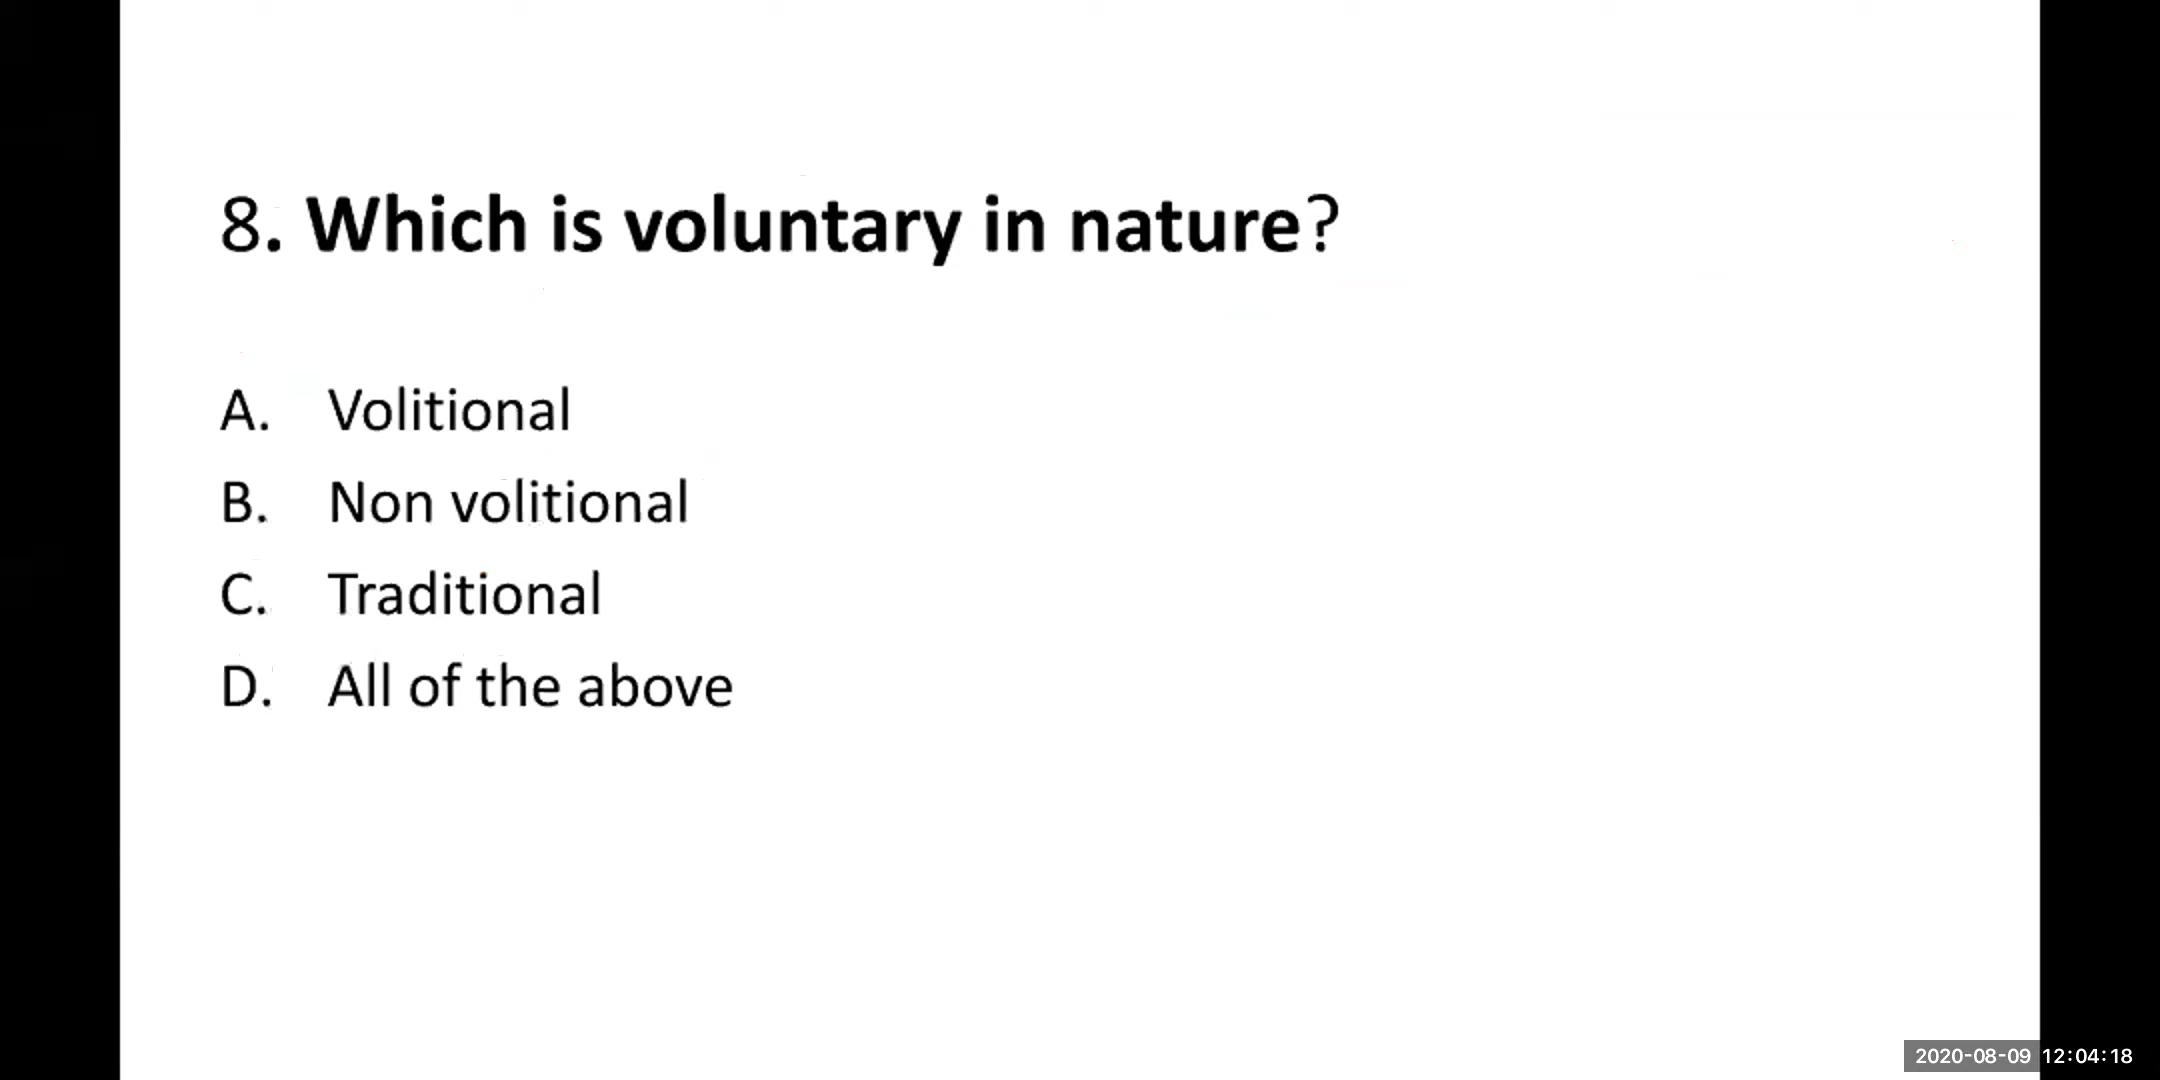 8. Which is voluntary in nature?
A. Volitional
B. Non volitional
C. Traditional
D. All of the above
2020-08-09 12:04:18